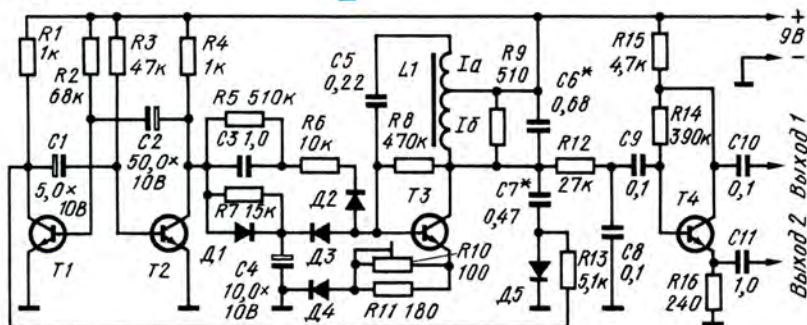 R1
1к
R2
68к
R3
47к
R4
1к
C1
5,0×
10В
C2
50,0×
10В
T1
T2
R5 510к
C3 1,0
R6
10к
R7 15к
Д1
Д2
Д3
C4
10,0×
10В
Д4
C5
0,22
L1
Iа
Iб
R8
470к
T3
R9
510
R10
100
R11 180
C6*
0,68
C7*
0,47
Д5
R12
27к
R13
5,1к
C8
0,1
C9
0,1
R15
4,7к
R14
390к
T4
R16
240
C10
0,1
C11
1,0
+
9В
−
Выход 1
Выход 2